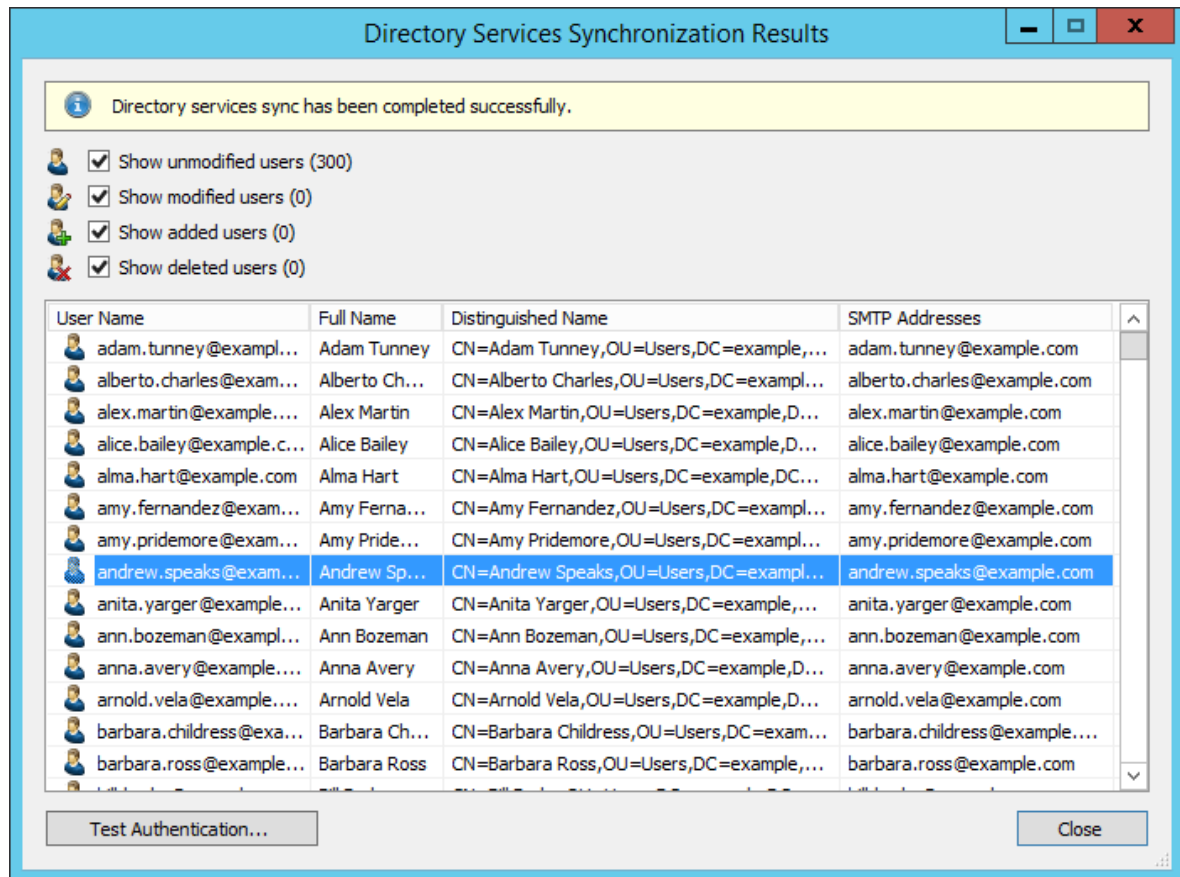 Directory Services Synchronization Results
Directory services sync has been completed successfully.
Show unmodified users (300)
Show modified users (0)
Show added users (0)
Show deleted users (0)
User Name Full Name Distinguished Name SMTP Addresses
adam.tunney@exampl... Adam Tunney CN=Adam Tunney,OU=Users,DC=example,... adam.tunney@example.com
alberto.charles@exam... Alberto Ch... CN=Alberto Charles,OU=Users,DC=exampl... alberto.charles@example.com
alex.martin@example.... Alex Martin CN=Alex Martin,OU=Users,DC=example,D... alex.martin@example.com
alice.bailey@example.c... Alice Bailey CN=Alice Bailey,OU=Users,DC=example,D... alice.bailey@example.com
alma.hart@example.com Alma Hart CN=Alma Hart,OU=Users,DC=example,DC... alma.hart@example.com
amy.fernandez@exam... Amy Ferna... CN=Amy Fernandez,OU=Users,DC=exampl... amy.fernandez@example.com
amy.pridemore@exam... Amy Pride... CN=Amy Pridemore,OU=Users,DC=exampl... amy.pridemore@example.com
andrew.speaks@exam... Andrew Sp... CN=Andrew Speaks,OU=Users,DC=exampl... andrew.speaks@example.com
anita.yarger@example... Anita Yarger CN=Anita Yarger,OU=Users,DC=example,... anita.yarger@example.com
ann.bozeman@exampl... Ann Bozeman CN=Ann Bozeman,OU=Users,DC=example,... ann.bozeman@example.com
anna.avery@example.... Anna Avery CN=Anna Avery,OU=Users,DC=example,D... anna.avery@example.com
arnold.vela@example.... Arnold Vela CN=Arnold Vela,OU=Users,DC=example,D... arnold.vela@example.com
barbara.childress@exa... Barbara Ch... CN=Barbara Childress,OU=Users,DC=exam... barbara.childress@example....
barbara.ross@example... Barbara Ross CN=Barbara Ross,OU=Users,DC=example,... barbara.ross@example.com
Test Authentication... Close